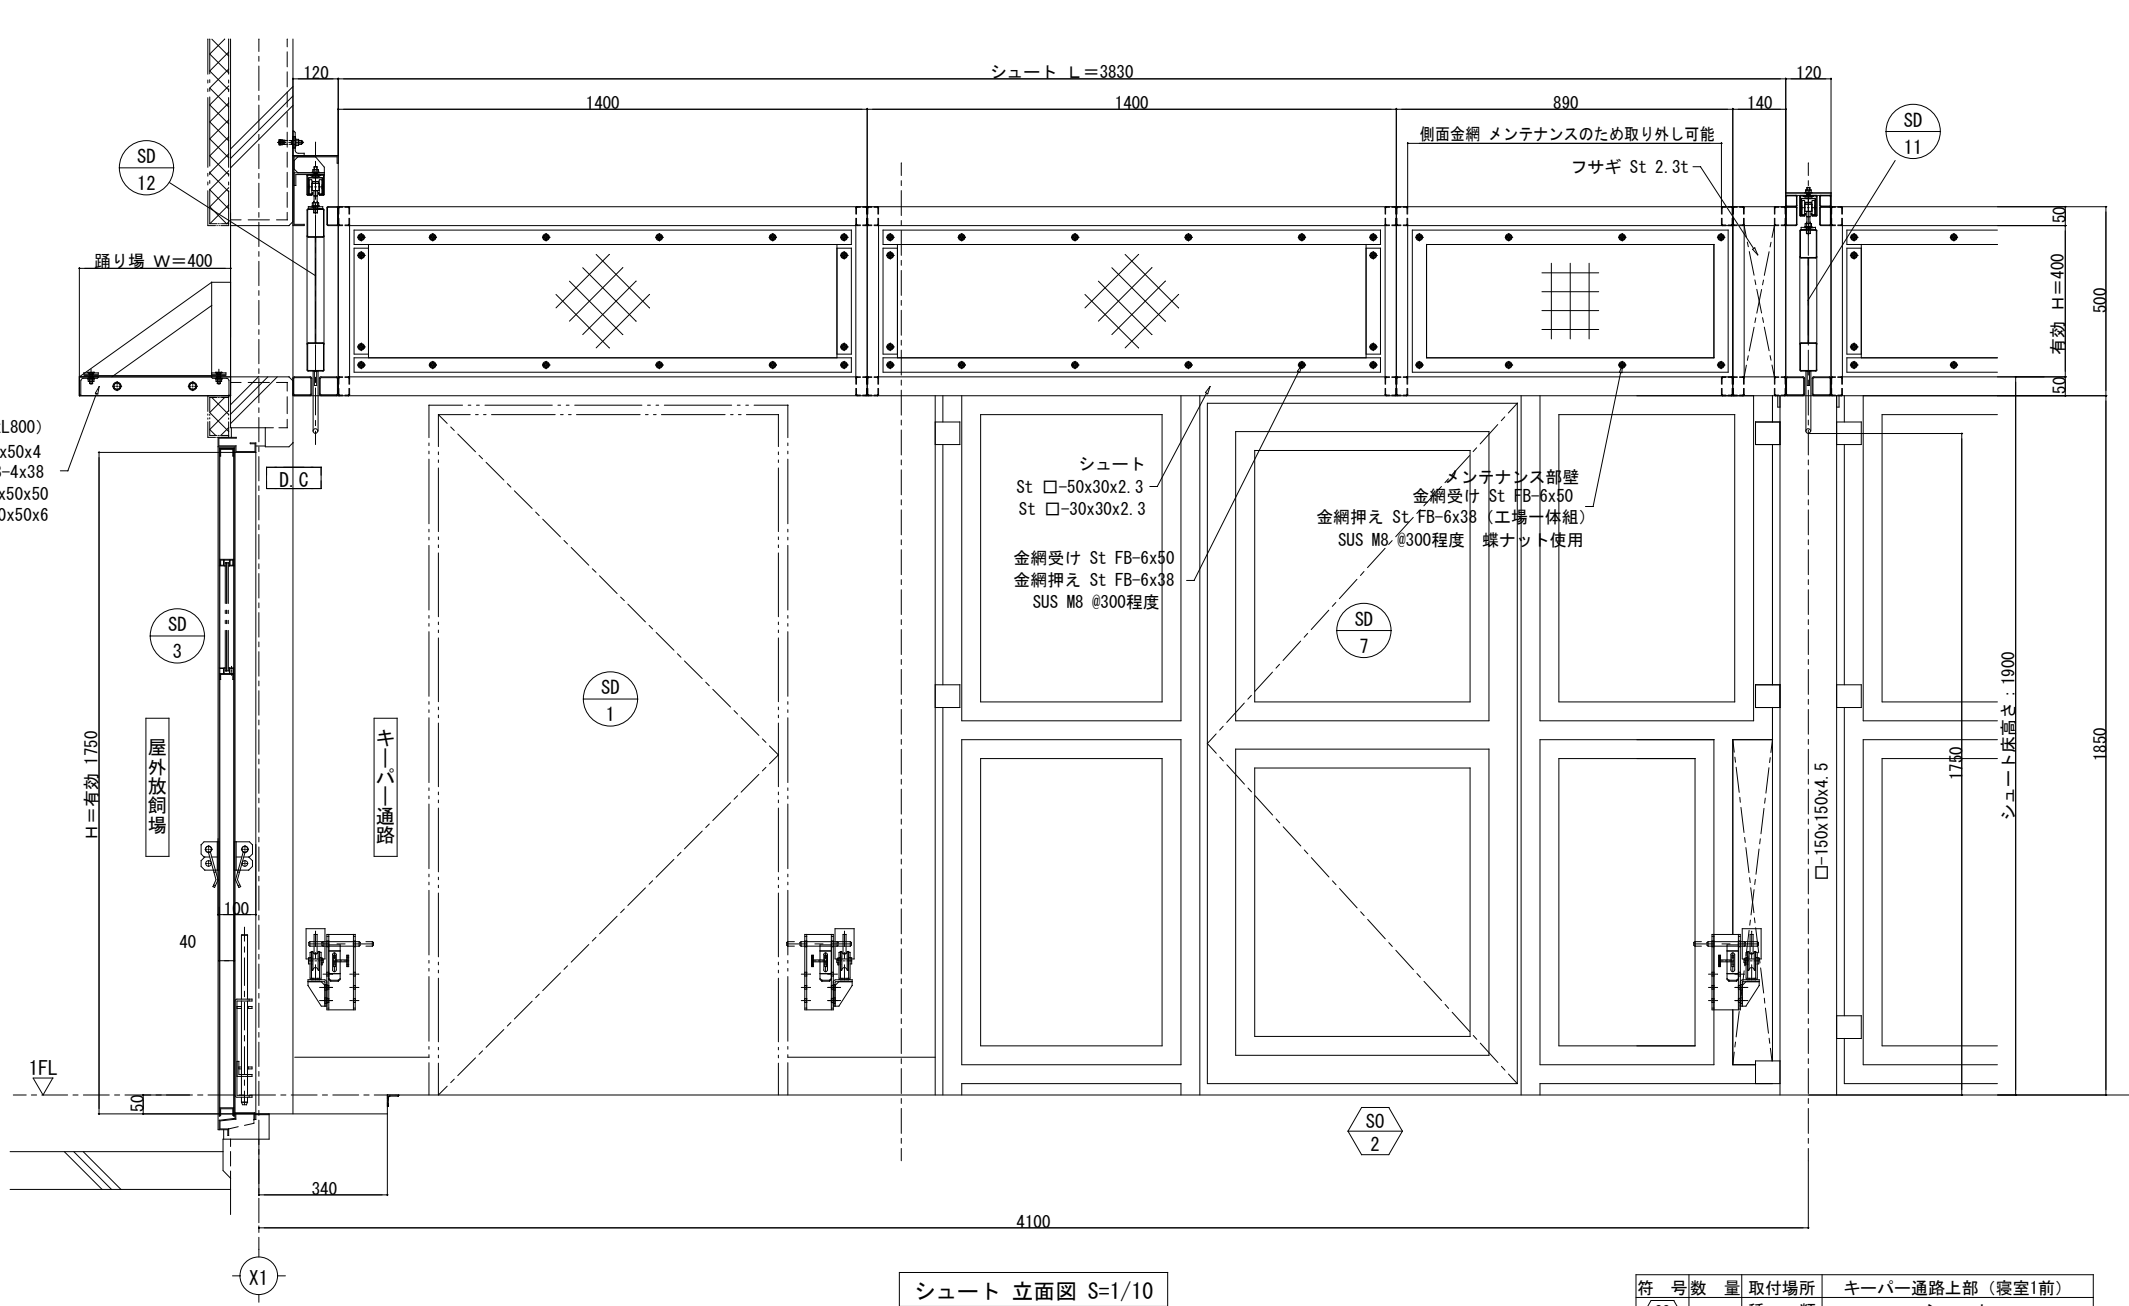 120
シュート L=3830
120
1400
1400
890
140
側面金網 メンテナンスのため取り外し可能
フサギ St 2.3t
SD
11
SD
12
踊り場 W=400
50
有効 H=400
500
50
L800)
x50x4
-4x38
x50x50
0x50x6
D.C
シュート
St □-50x30x2.3
St □-30x30x2.3
金網受け St FB-6x50
金網押え St FB-6x38
SUS M8 @300程度
メンテナンス部壁
金網受け St FB-6x50
金網押え St FB-6x38(工場一体組)
SUS M8 @300程度 蝶ナット使用
SD
3
SD
1
SD
7
H=有効 1750
屋外放飼場
キーパー通路
□-150x150x4.5
1750
シュート床高さ:1900
1850
100
40
1FL
50
SO
2
340
4100
X1
シュート 立面図 S=1/10
符 号 数 量 取付場所 キーパー通路上部(寝室1前)